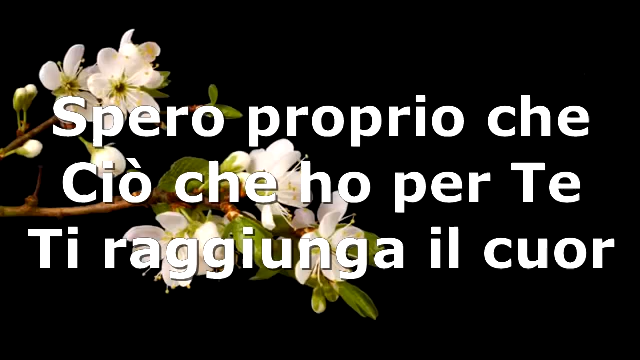 Spero proprio che
Ciò che ho per Te
Ti raggiunga il cuor